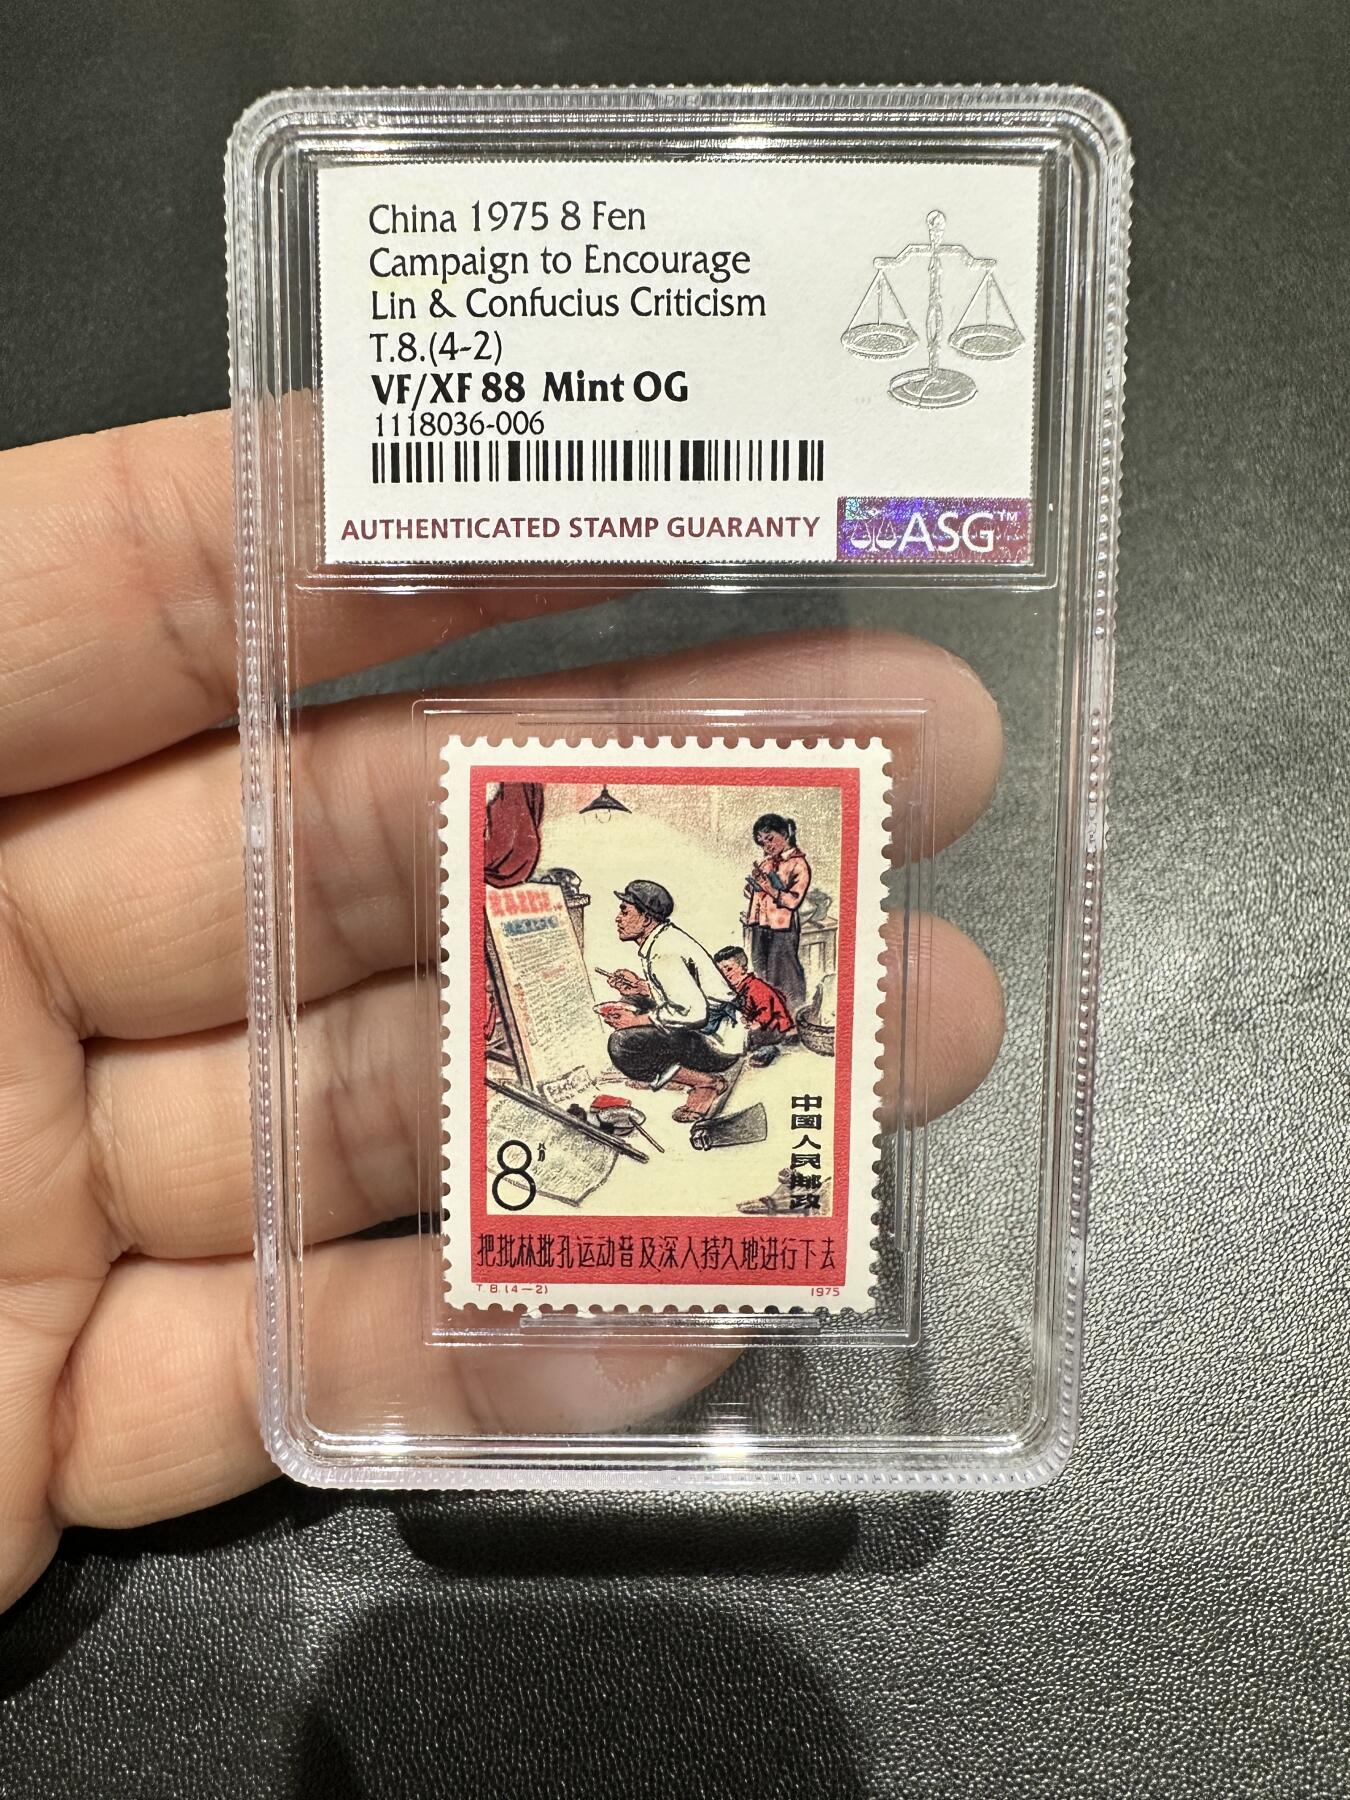 China 1975 8 Fen
Campaign to Encourage
Lin & Confucius Criticism
T.8.(4-2)
VF/XF 88 Mint OG
1118036-006
AUTHENTICATED STAMP GUARANTY
ASG™
8分
中国人民邮政
把批林批孔运动普及深入持久地进行下去
T. 8. (4—2)
1975